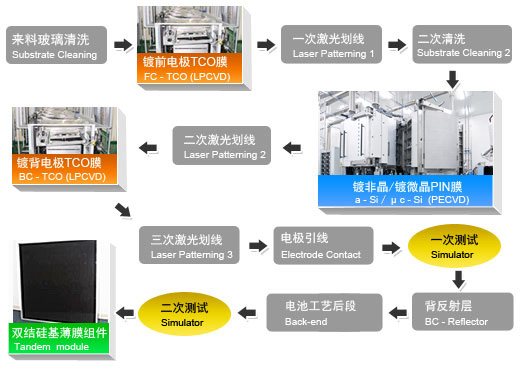 来料玻璃清洗
Substrate Cleaning
镀前电极TCO膜
FC - TCO (LPCVD)
一次激光划线
Laser Patterning 1
二次清洗
Substrate Cleaning 2
镀非晶/镀微晶PIN膜
a - Si / μ c - Si (PECVD)
二次激光划线
Laser Patterning 2
镀背电极TCO膜
BC - TCO (LPCVD)
三次激光划线
Laser Patterning 3
电极引线
Electrode Contact
一次测试
Simulator
背反射层
BC - Reflector
电池工艺后段
Back-end
二次测试
Simulator
双结硅基薄膜组件
Tandem module